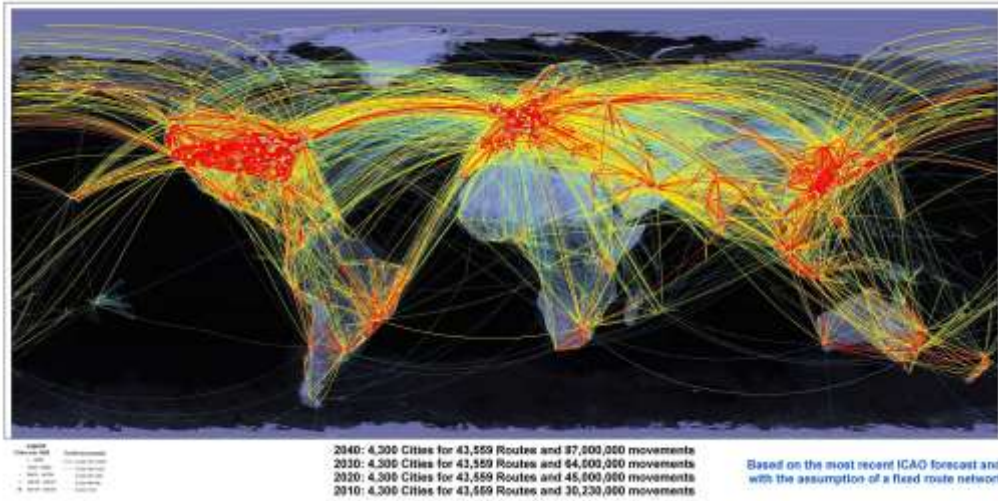 2040: 4,300 Cities for 43,559 Routes and 87,000,000 movements
2030: 4,300 Cities for 43,559 Routes and 64,000,000 movements
2020: 4,300 Cities for 43,559 Routes and 45,000,000 movements
2010: 4,300 Cities for 43,559 Routes and 30,230,000 movements
Based on the most recent ICAO forecast and
with the assumption of a fixed route network